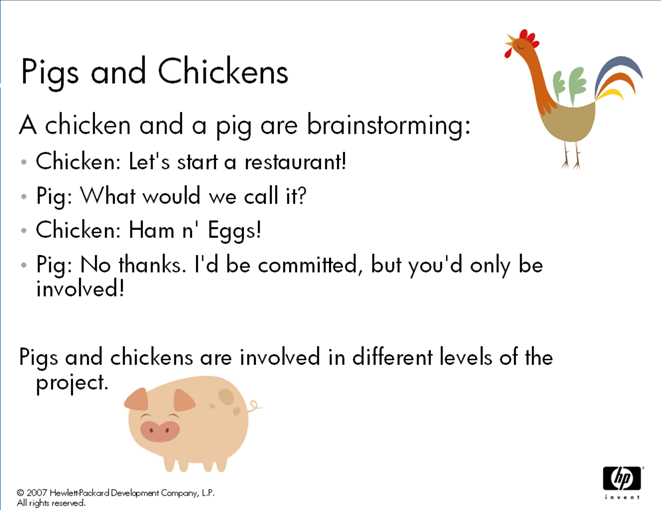 Pigs and Chickens
A chicken and a pig are brainstorming:
• Chicken: Let's start a restaurant!
• Pig: What would we call it?
• Chicken: Ham n' Eggs!
• Pig: No thanks. I'd be committed, but you'd only be
involved!
Pigs and chickens are involved in different levels of the
project.
© 2007 Hewlett-Packard Development Company, L.P.
All rights reserved.
hp
invent